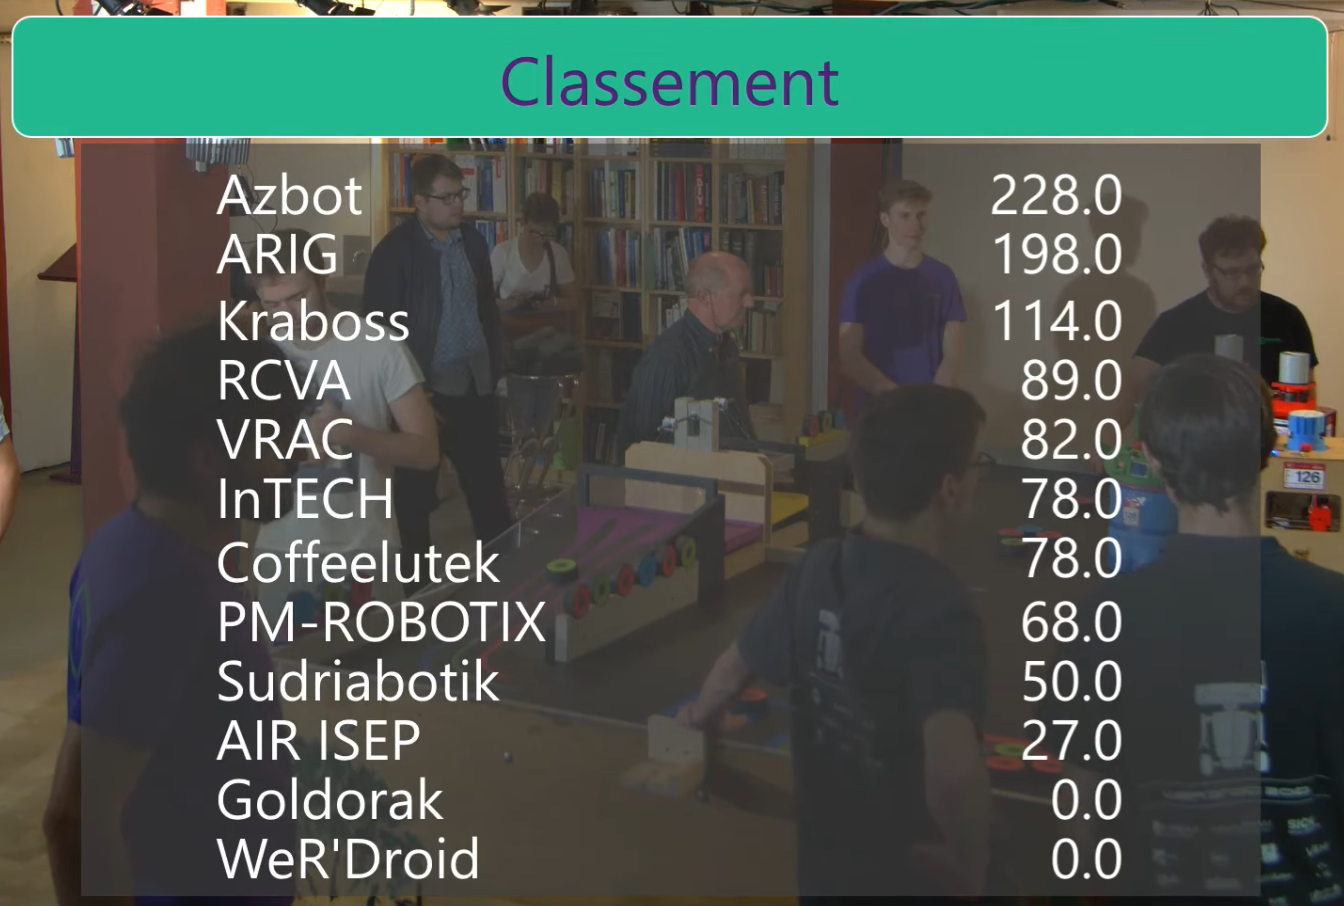 Classement
Azbot 228.0
ARIG 198.0
Kraboss 114.0
RCVA 89.0
VRAC 82.0
InTECH 78.0
Coffeelutek 78.0
PM-ROBOTIX 68.0
Sudriabotik 50.0
AIR ISEP 27.0
Goldorak 0.0
WeR'Droid 0.0
126
SICK